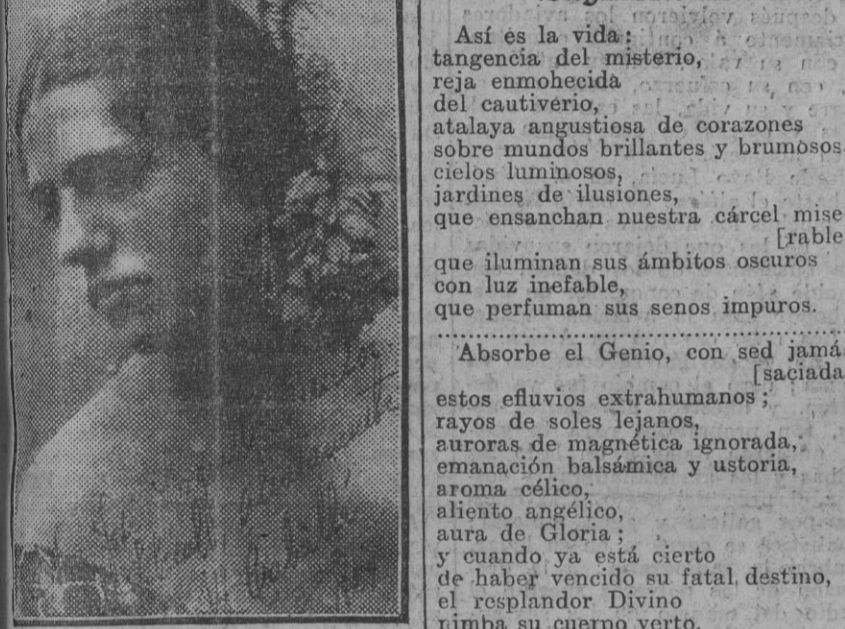 Así es la vida:
tangencia del misterio,
reja enmohecida
del cautiverio,
atalaya angustiosa de corazones
sobre mundos brillantes y brumosos
cielos luminosos,
jardines de ilusiones,
que ensanchan nuestra cárcel mise
[rable
que iluminan sus ámbitos oscuros
con luz inefable,
que perfuman sus senos impuros.
Absorbe el Genio, con sed jamá
[saciada
estos efluvios extrahumanos;
rayos de soles lejanos,
auroras de magnética ignorada,
emanación balsámica y ustoria,
aroma célico,
aliento angélico,
aura de Gloria;
y cuando ya está cierto
de haber vencido su fatal destino,
el resplandor Divino
nimba su cuerpo yerto.